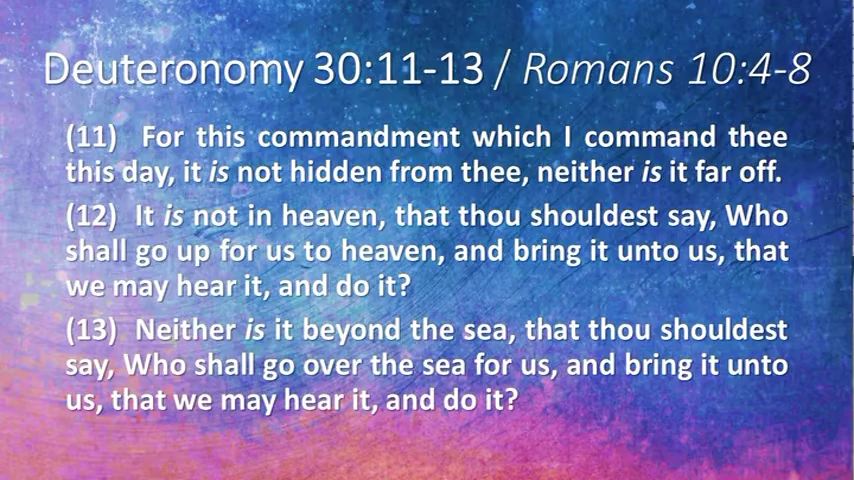 Deuteronomy 30:11-13 / Romans 10:4-8
(11) For this commandment which I command thee
this day, it is not hidden from thee, neither is it far off.
(12) It is not in heaven, that thou shouldest say, Who
shall go up for us to heaven, and bring it unto us, that
we may hear it, and do it?
(13) Neither is it beyond the sea, that thou shouldest
say, Who shall go over the sea for us, and bring it unto
us, that we may hear it, and do it?